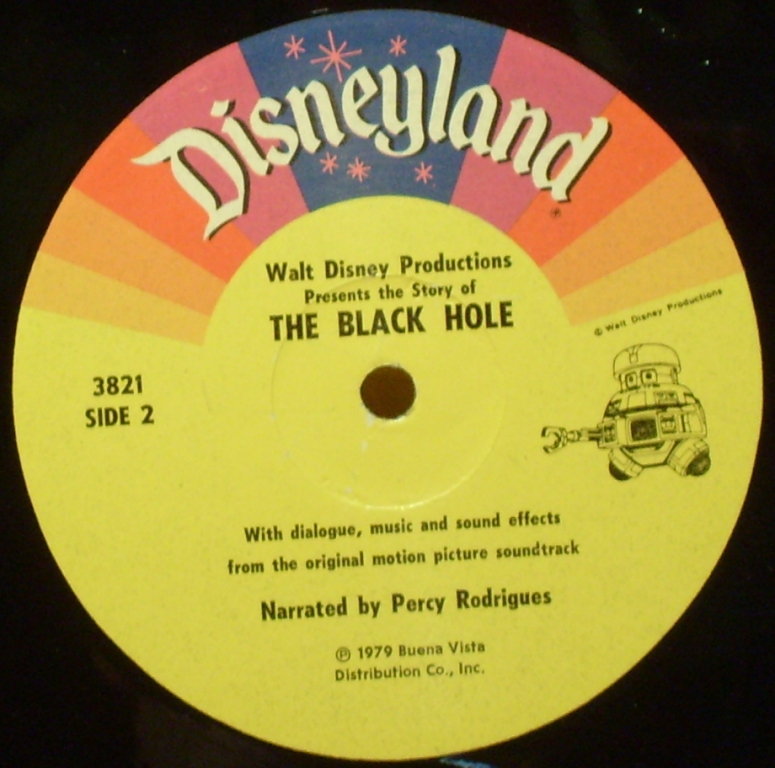 Disneyland
®
Walt Disney Productions
Presents the Story of
THE BLACK HOLE
© Walt Disney Productions
3821
SIDE 2
With dialogue, music and sound effects
from the original motion picture soundtrack
Narrated by Percy Rodrigues
℗ 1979 Buena Vista
Distribution Co., Inc.